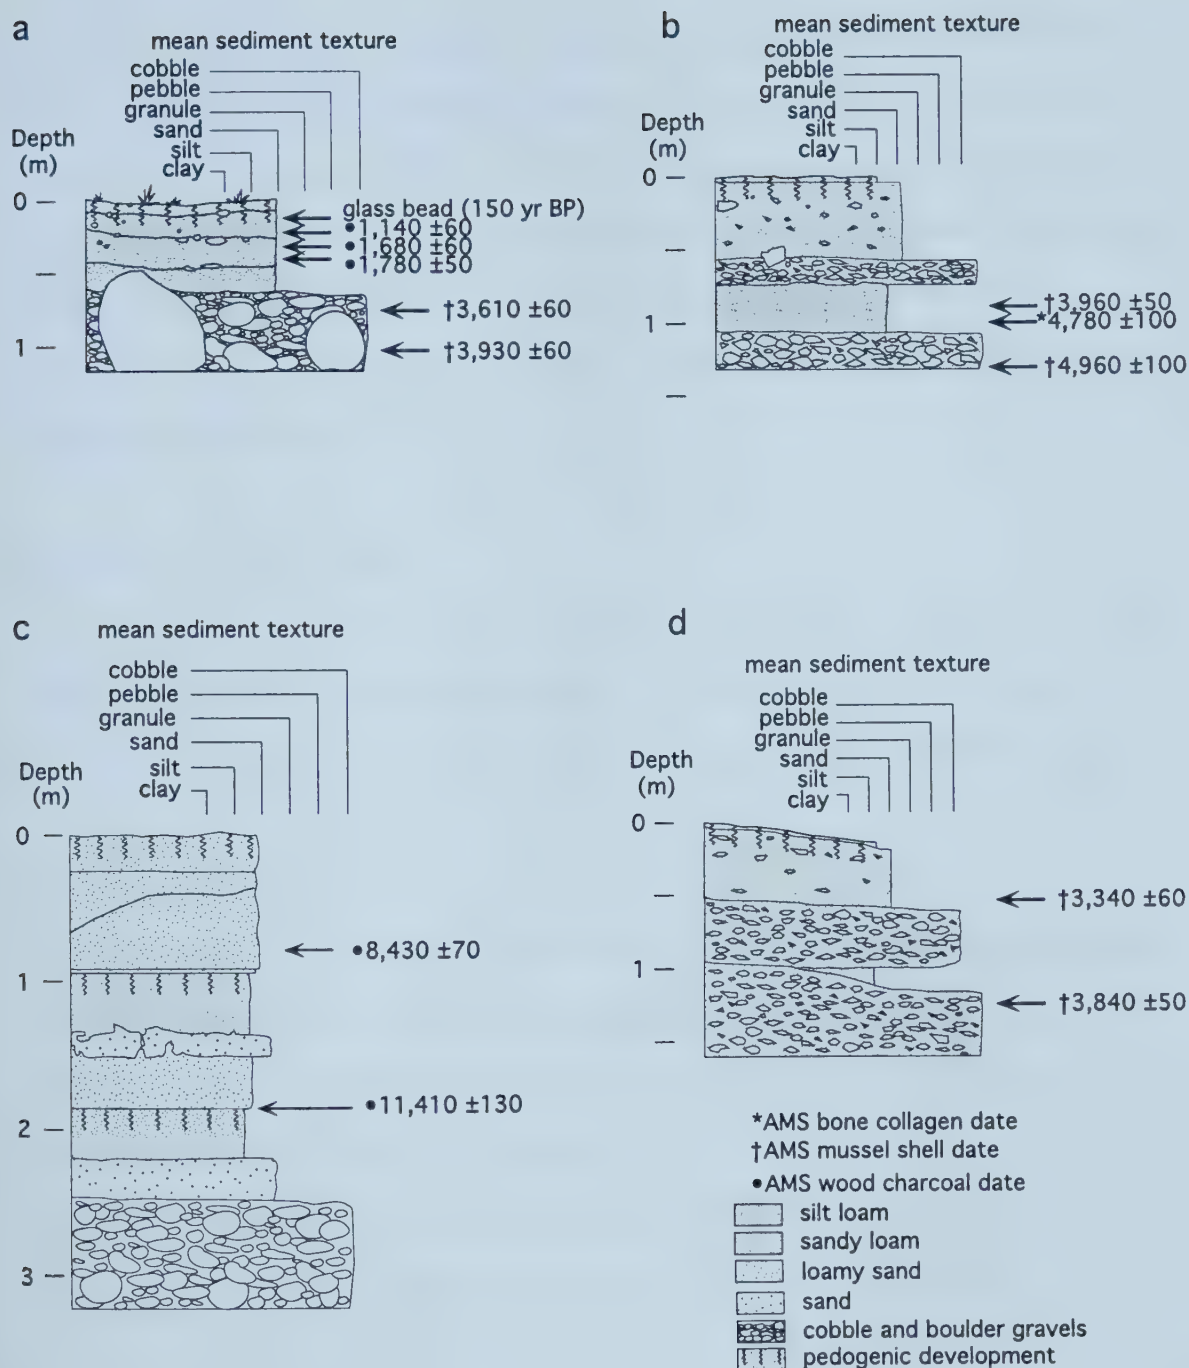 a
mean sediment texture
cobble
pebble
granule
sand
silt
clay
Depth
(m)
0
1
glass bead (150 yr BP)
•1,140 ±60
•1,680 ±60
•1,780 ±50
†3,610 ±60
†3,930 ±60
b
mean sediment texture
cobble
pebble
granule
sand
silt
clay
Depth
(m)
0
1
†3,960 ±50
*4,780 ±100
†4,960 ±100
c
mean sediment texture
cobble
pebble
granule
sand
silt
clay
Depth
(m)
0
1
2
3
•8,430 ±70
•11,410 ±130
d
mean sediment texture
cobble
pebble
granule
sand
silt
clay
Depth
(m)
0
1
†3,340 ±60
†3,840 ±50
*AMS bone collagen date
†AMS mussel shell date
•AMS wood charcoal date
silt loam
sandy loam
loamy sand
sand
cobble and boulder gravels
pedogenic development